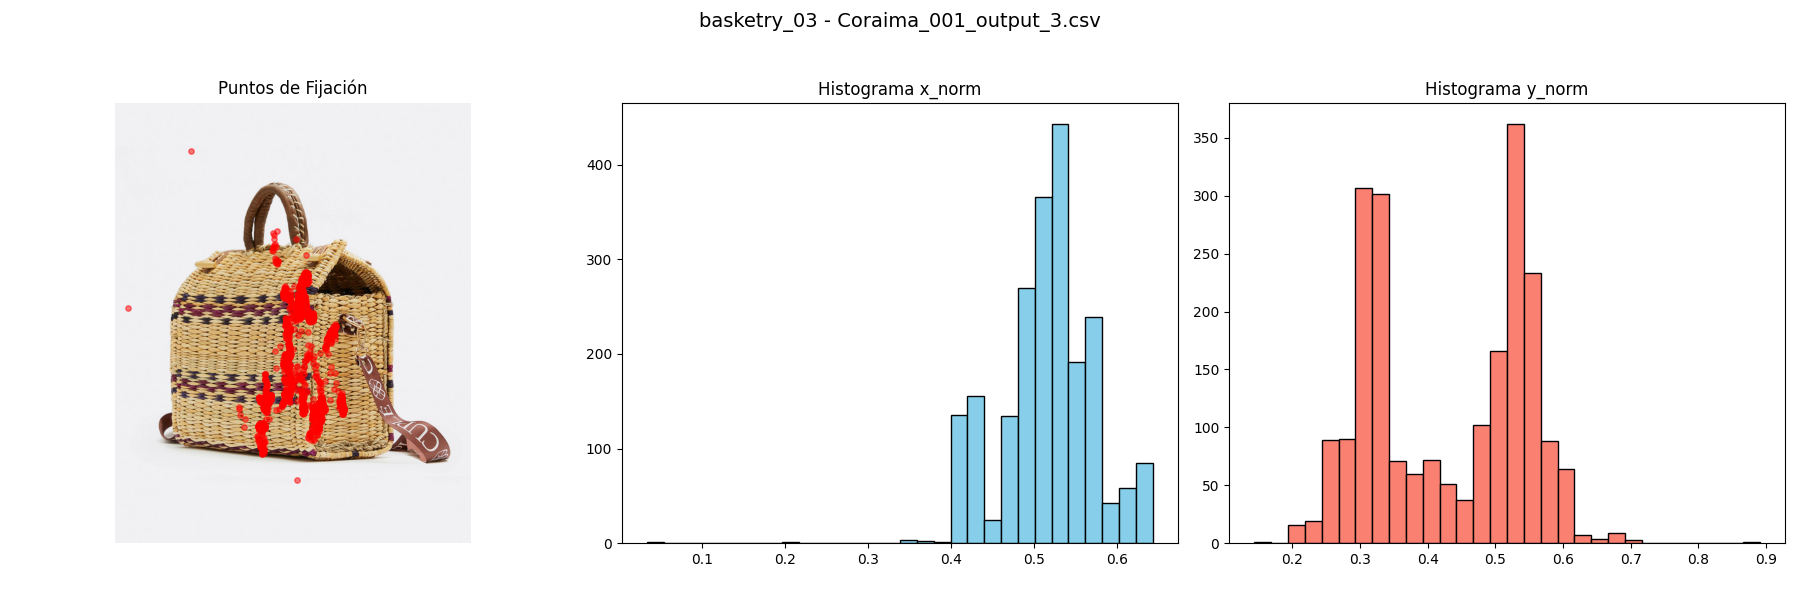 basketry_03 - Coraima_001_output_3.csv
Puntos de Fijación
Histograma x_norm
Histograma y_norm
400
300
200
100
0
0.1 0.2 0.3 0.4 0.5 0.6
350
300
250
200
150
100
50
0
0.2 0.3 0.4 0.5 0.6 0.7 0.8 0.9